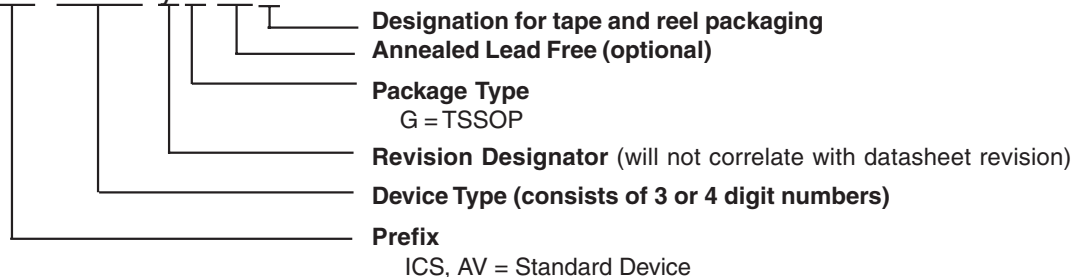 Designation for tape and reel packaging
Annealed Lead Free (optional)
Package Type
G = TSSOP
Revision Designator (will not correlate with datasheet revision)
Device Type (consists of 3 or 4 digit numbers)
Prefix
ICS, AV = Standard Device